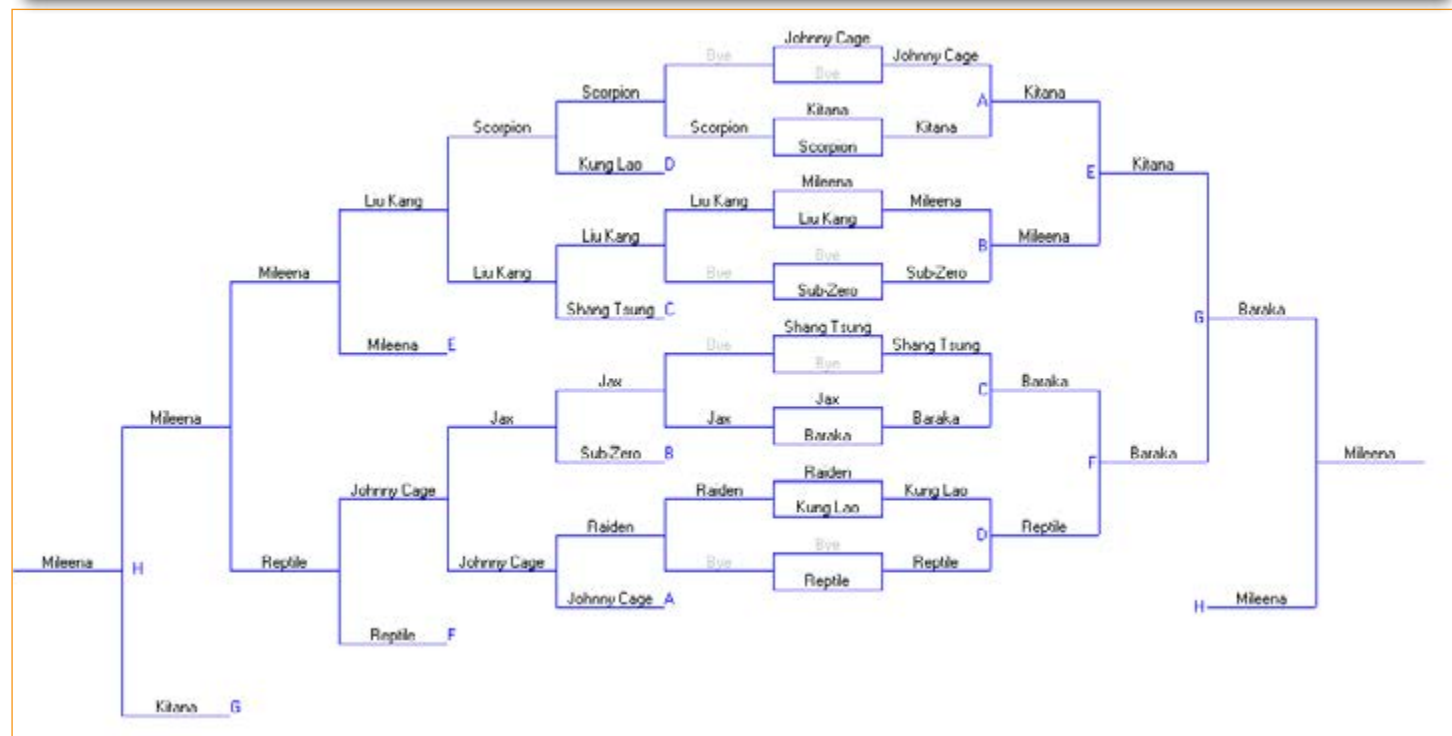 Johnny Cage
Bye
Johnny Cage
Scorpion
Bye
Kitana
A
Scorpion
Kitana
Scorpion
Kitana
Scorpion
Kung Lao D
Mileena
E
Kitana
Liu Kang
Liu Kang
Liu Kang
Mileena
Liu Kang
B
Mileena
Bye
Mileena
Liu Kang
Bye
Sub-Zero
Sub-Zero
Shang Tsung C
G
Baraka
Shang Tsung
Mileena E
Bye
Shang Tsung
Bye
Jax
C
Baraka
Jax
Mileena
Jax
Jax
Baraka
Baraka
Sub-Zero B
F
Baraka
Mileena
Raiden
Johnny Cage
Raiden
Kung Lao
Kung Lao
Raiden
D
Reptile
Bye
Mileena H
Reptile
Johnny Cage
Bye
Reptile
Reptile
Johnny Cage A
H Mileena
Reptile F
Kitana G